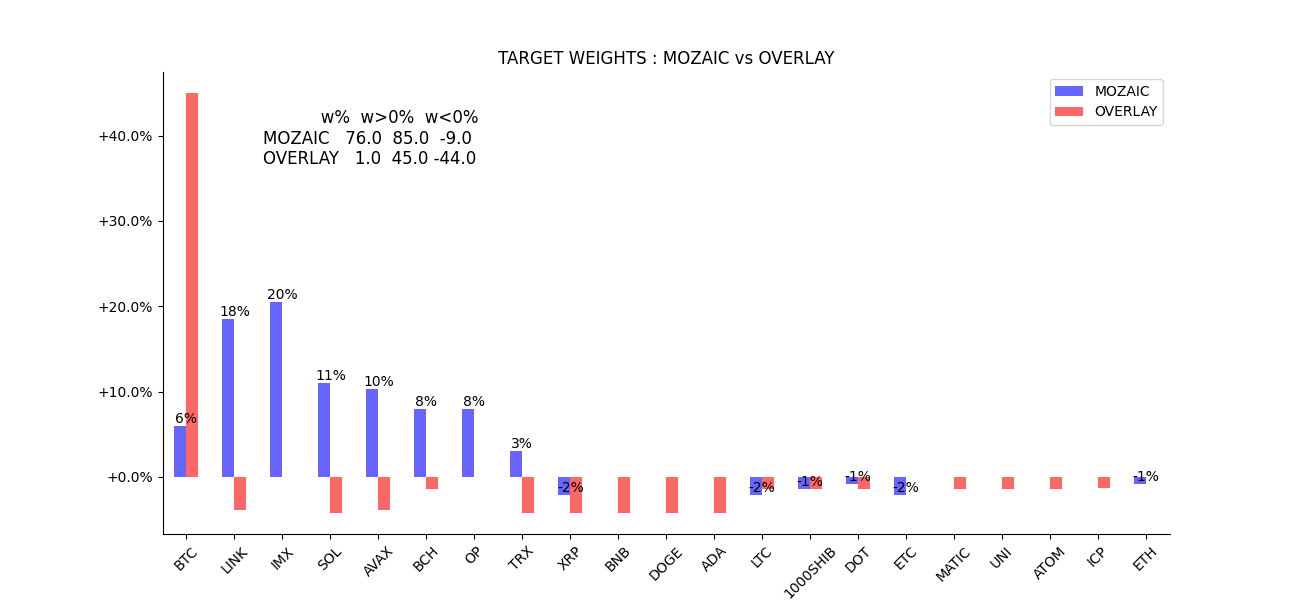 TARGET WEIGHTS : MOZAIC vs OVERLAY
MOZAIC
OVERLAY
w% w>0% w<0%
MOZAIC 76.0 85.0 -9.0
OVERLAY 1.0 45.0 -44.0
+40.0%
+30.0%
+20.0%
+10.0%
+0.0%
6%
18%
20%
11%
10%
8%
8%
3%
-2%
-2%
-1%
-1%
-2%
-1%
BTC
LINK
IMX
SOL
AVAX
BCH
OP
TRX
XRP
BNB
DOGE
ADA
LTC
1000SHIB
DOT
ETC
MATIC
UNI
ATOM
ICP
ETH